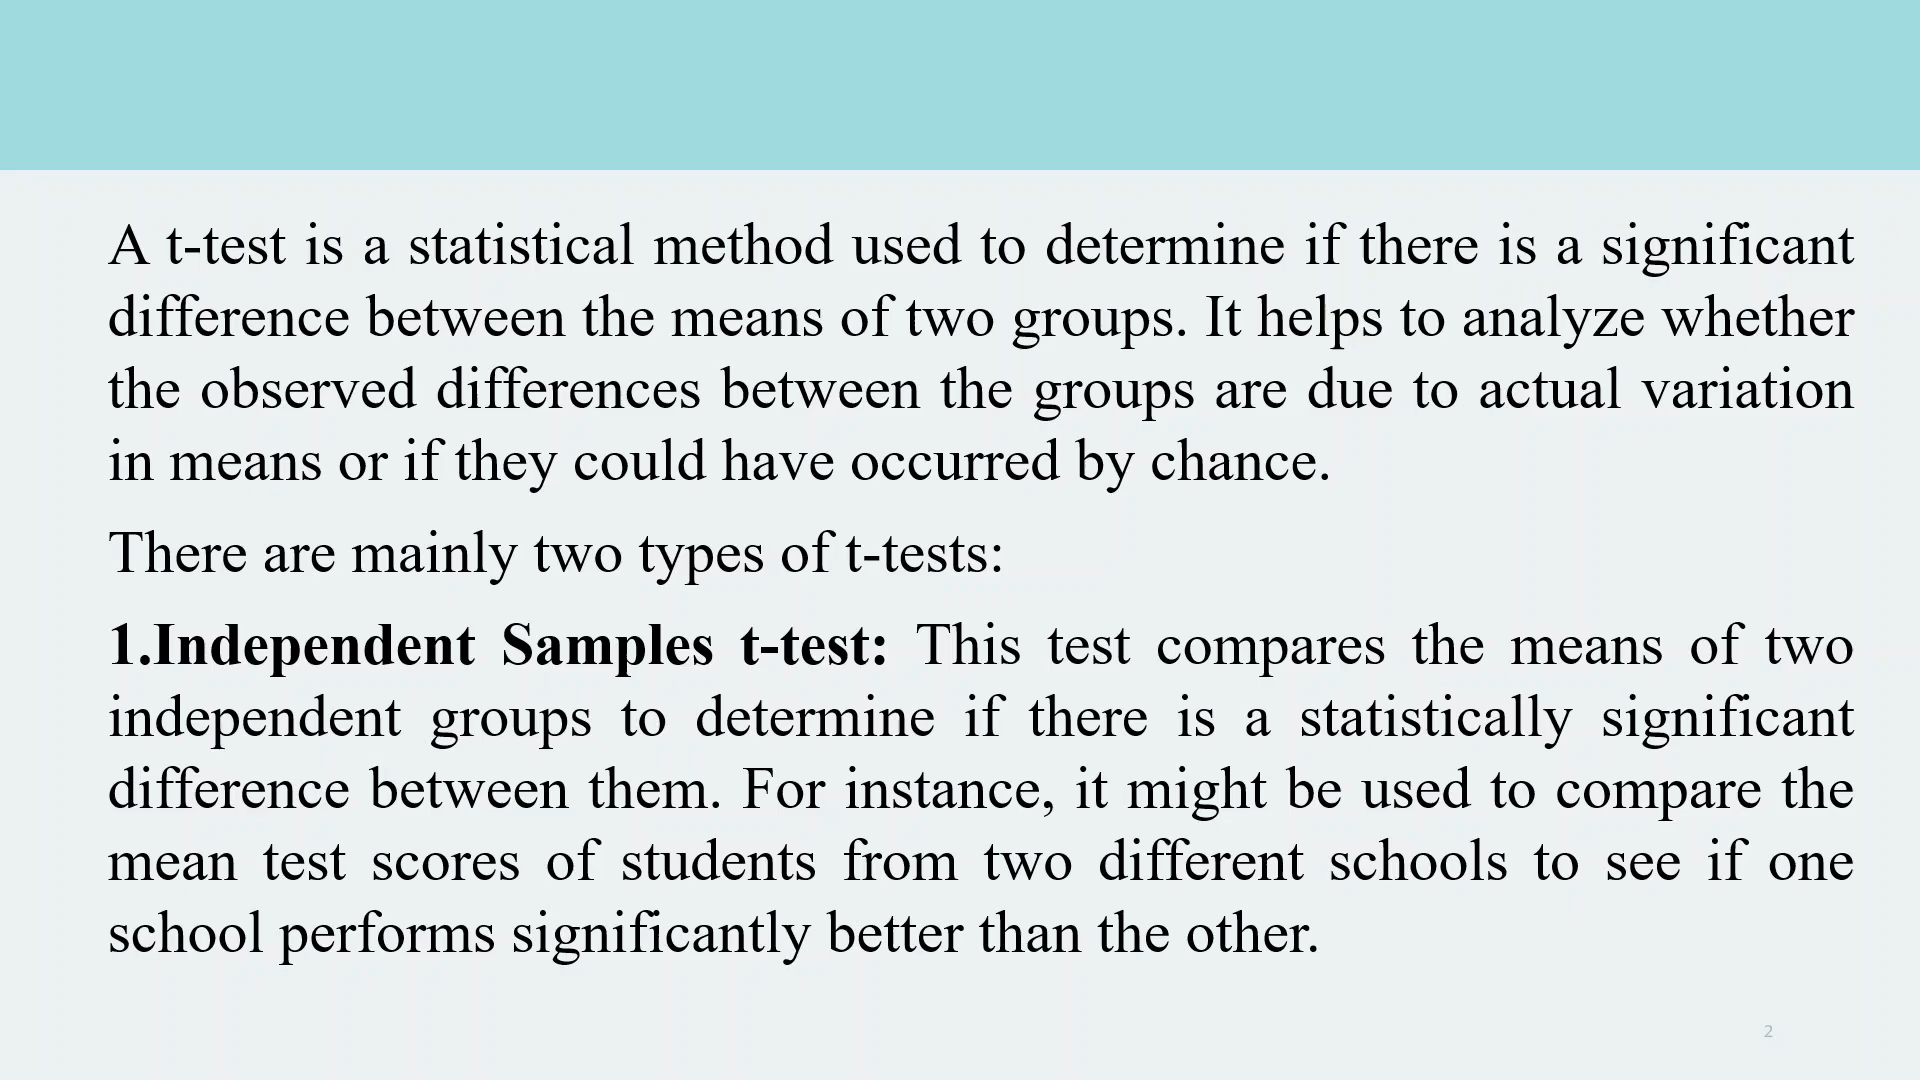 A t-test is a statistical method used to determine if there is a significant
difference between the means of two groups. It helps to analyze whether
the observed differences between the groups are due to actual variation
in means or if they could have occurred by chance.
There are mainly two types of t-tests:
1.Independent Samples t-test: This test compares the means of two
independent groups to determine if there is a statistically significant
difference between them. For instance, it might be used to compare the
mean test scores of students from two different schools to see if one
school performs significantly better than the other.
2